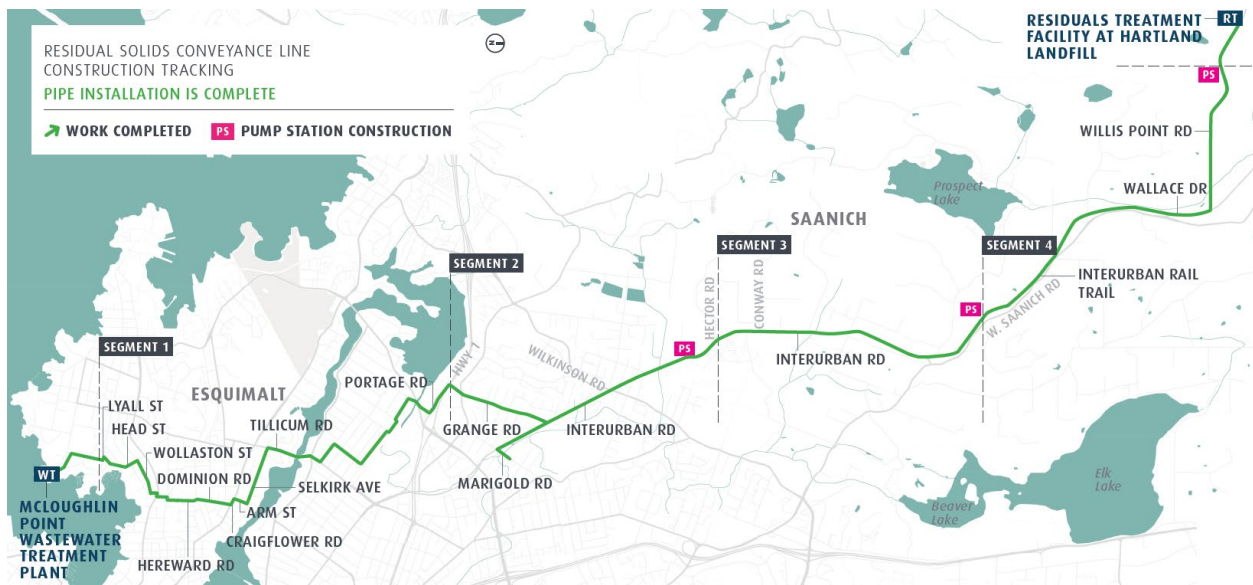 RESIDUAL SOLIDS CONVEYANCE LINE
CONSTRUCTION TRACKING
PIPE INSTALLATION IS COMPLETE
WORK COMPLETED
PS PUMP STATION CONSTRUCTION
N
RESIDUALS TREATMENT
FACILITY AT HARTLAND
LANDFILL
RT
PS
WILLIS POINT RD
WALLACE DR
Prospect
Lake
SAANICH
SEGMENT 4
SEGMENT 3
SEGMENT 2
INTERURBAN RAIL
TRAIL
W. SAANICH RD
PS
HECTOR RD
CONWAY RD
INTERURBAN RD
PS
WILKINSON RD
HWY 1
SEGMENT 1
ESQUIMALT
PORTAGE RD
LYALL ST
HEAD ST
TILLICUM RD
GRANGE RD
INTERURBAN RD
WOLLASTON ST
DOMINION RD
SELKIRK AVE
MARIGOLD RD
WT
MCLOUGHLIN
POINT
WASTEWATER
TREATMENT
PLANT
ARM ST
CRAIGFLOWER RD
HEREWARD RD
Elk
Lake
Beaver
Lake